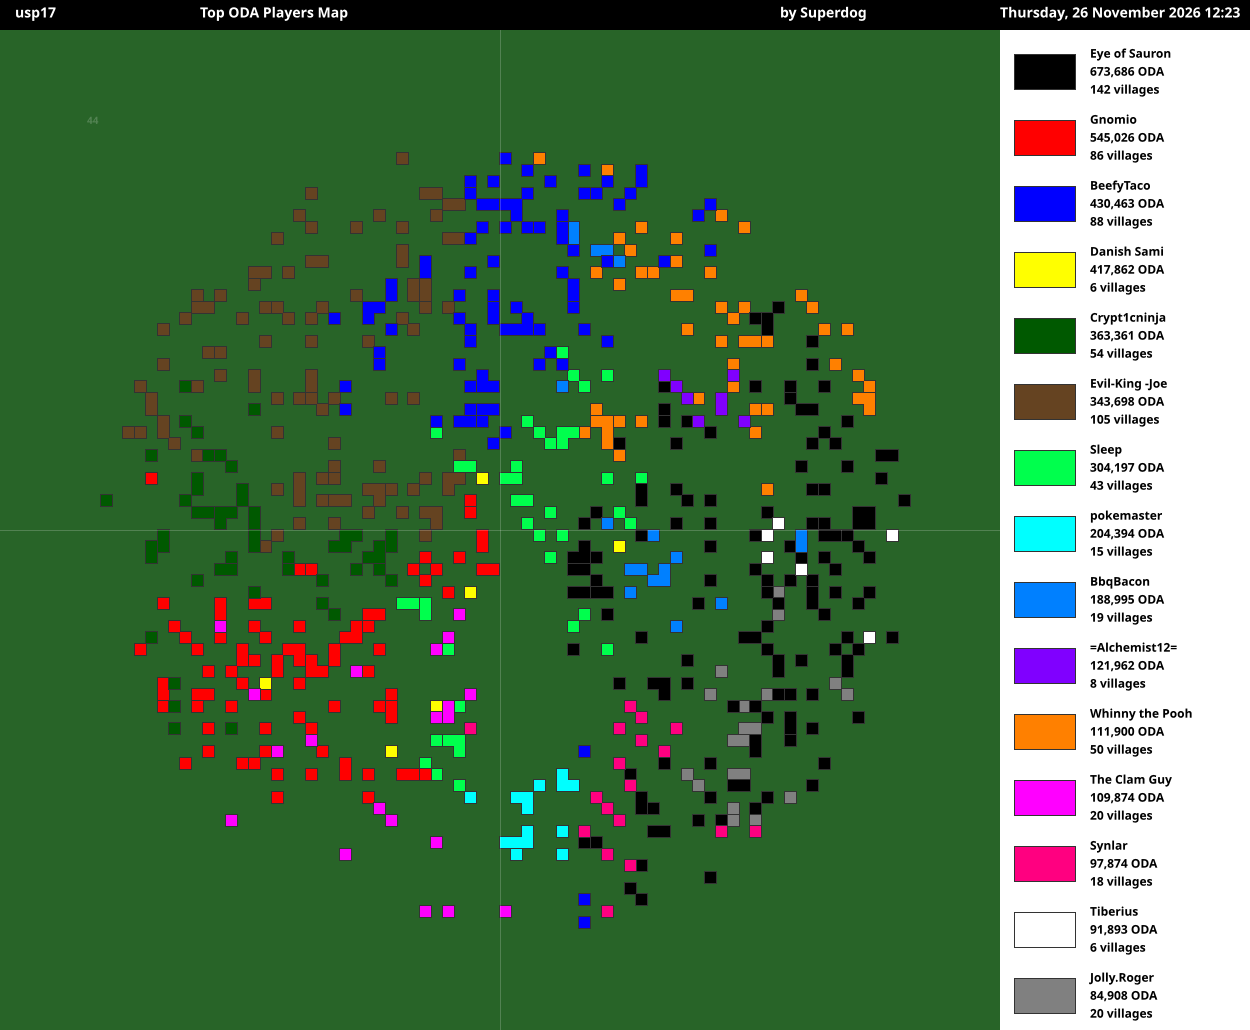 usp17 Top ODA Players Map by Superdog Thursday, 26 November 2026 12:23
44
Eye of Sauron
673,686 ODA
142 villages
Gnomio
545,026 ODA
86 villages
BeefyTaco
430,463 ODA
88 villages
Danish Sami
417,862 ODA
6 villages
Crypt1cninja
363,361 ODA
54 villages
Evil-King -Joe
343,698 ODA
105 villages
Sleep
304,197 ODA
43 villages
pokemaster
204,394 ODA
15 villages
BbqBacon
188,995 ODA
19 villages
=Alchemist12=
121,962 ODA
8 villages
Whinny the Pooh
111,900 ODA
50 villages
The Clam Guy
109,874 ODA
20 villages
Synlar
97,874 ODA
18 villages
Tiberius
91,893 ODA
6 villages
Jolly.Roger
84,908 ODA
20 villages